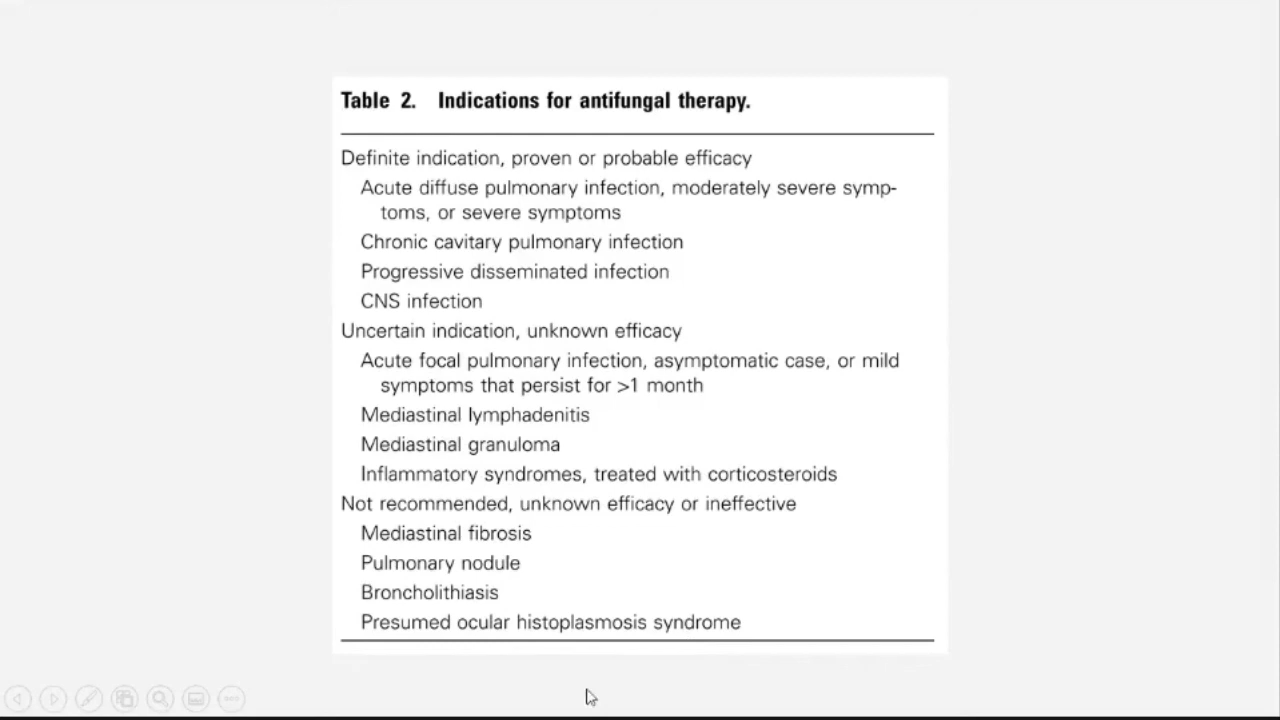 Table 2. Indications for antifungal therapy.
Definite indication, proven or probable efficacy
Acute diffuse pulmonary infection, moderately severe symp-
toms, or severe symptoms
Chronic cavitary pulmonary infection
Progressive disseminated infection
CNS infection
Uncertain indication, unknown efficacy
Acute focal pulmonary infection, asymptomatic case, or mild
symptoms that persist for >1 month
Mediastinal lymphadenitis
Mediastinal granuloma
Inflammatory syndromes, treated with corticosteroids
Not recommended, unknown efficacy or ineffective
Mediastinal fibrosis
Pulmonary nodule
Broncholithiasis
Presumed ocular histoplasmosis syndrome